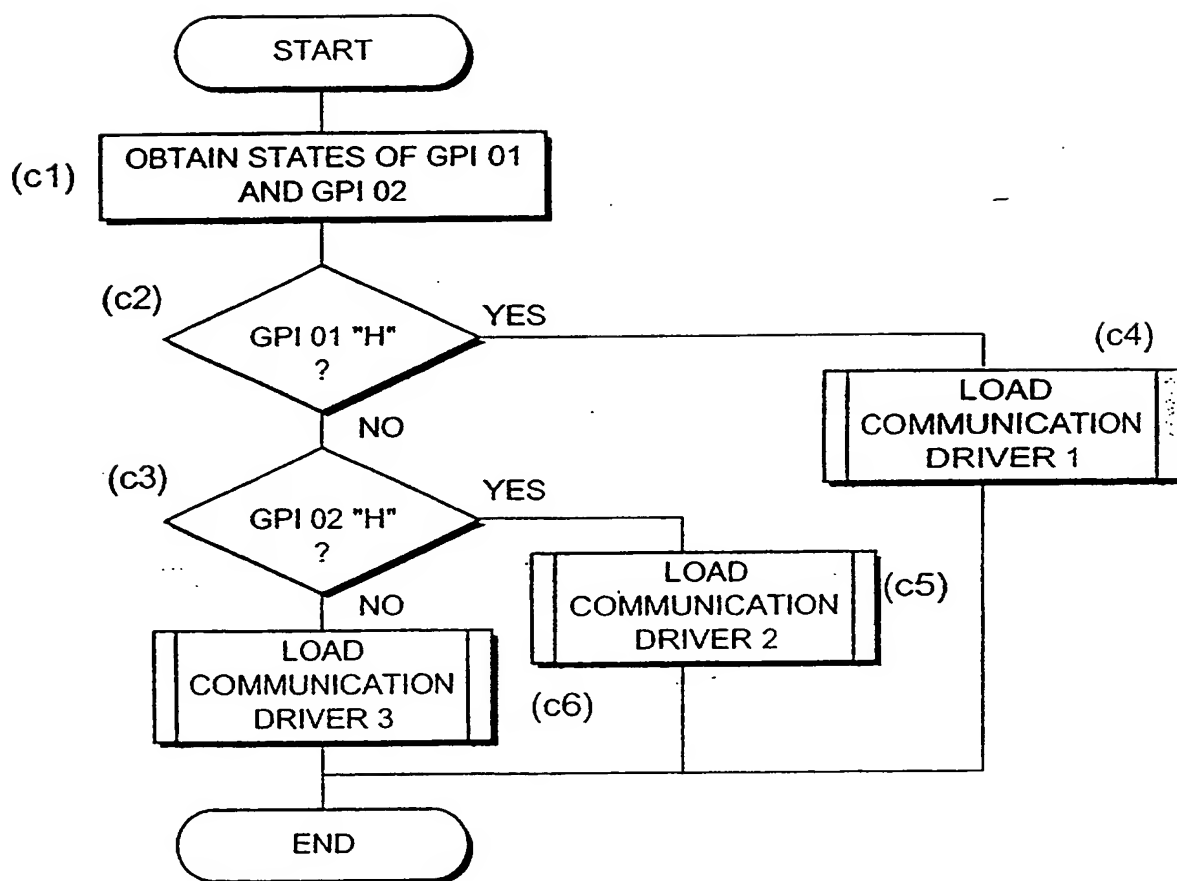 START
(c1)
OBTAIN STATES OF GPI 01
AND GPI 02
(c2)
GPI 01 "H"
?
YES
NO
(c4)
LOAD
COMMUNICATION
DRIVER 1
(c3)
GPI 02 "H"
?
YES
NO
(c5)
LOAD
COMMUNICATION
DRIVER 2
(c6)
LOAD
COMMUNICATION
DRIVER 3
END